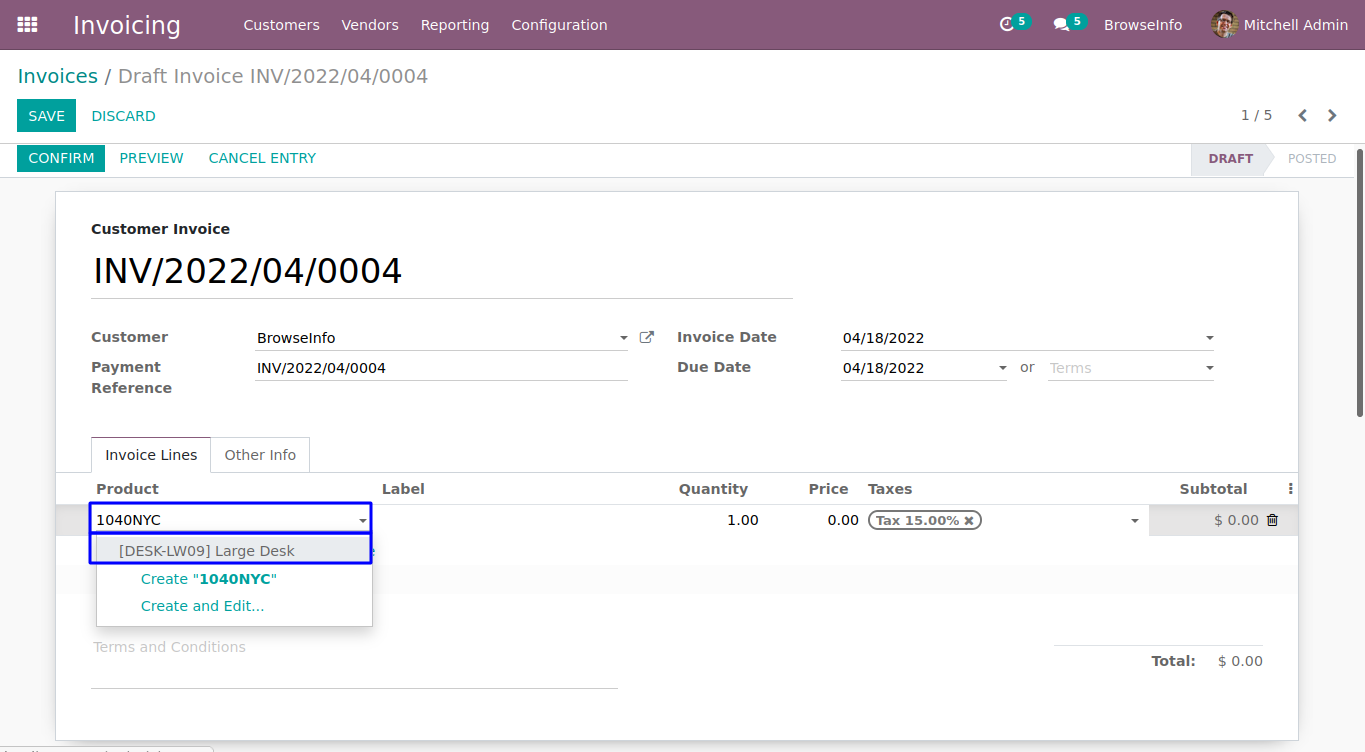 Invoicing Customers Vendors Reporting Configuration 5 5 BrowseInfo Mitchell Admin
Invoices / Draft Invoice INV/2022/04/0004
SAVE DISCARD 1 / 5
CONFIRM PREVIEW CANCEL ENTRY DRAFT POSTED
Customer Invoice
INV/2022/04/0004
Customer BrowseInfo Invoice Date 04/18/2022
Payment Reference INV/2022/04/0004 Due Date 04/18/2022 or Terms
Invoice Lines Other Info
Product Label Quantity Price Taxes Subtotal
1040NYC 1.00 0.00 Tax 15.00% $ 0.00
[DESK-LW09] Large Desk
Create "1040NYC"
Create and Edit...
Terms and Conditions
Total: $ 0.00